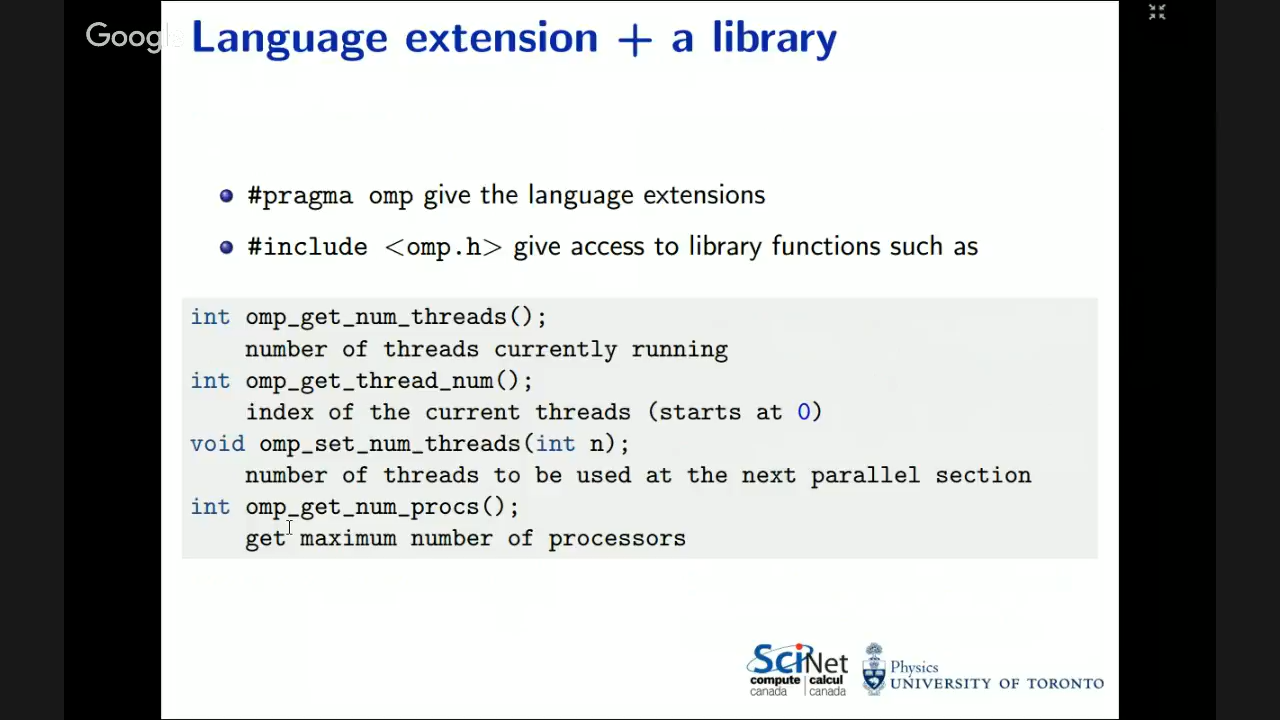 Google
Language extension + a library
#pragma omp give the language extensions
#include <omp.h> give access to library functions such as
int omp_get_num_threads();
number of threads currently running
int omp_get_thread_num();
index of the current threads (starts at 0)
void omp_set_num_threads(int n);
number of threads to be used at the next parallel section
int omp_get_num_procs();
get maximum number of processors
SciNet
compute | calcul
canada | canada
Physics
UNIVERSITY OF TORONTO